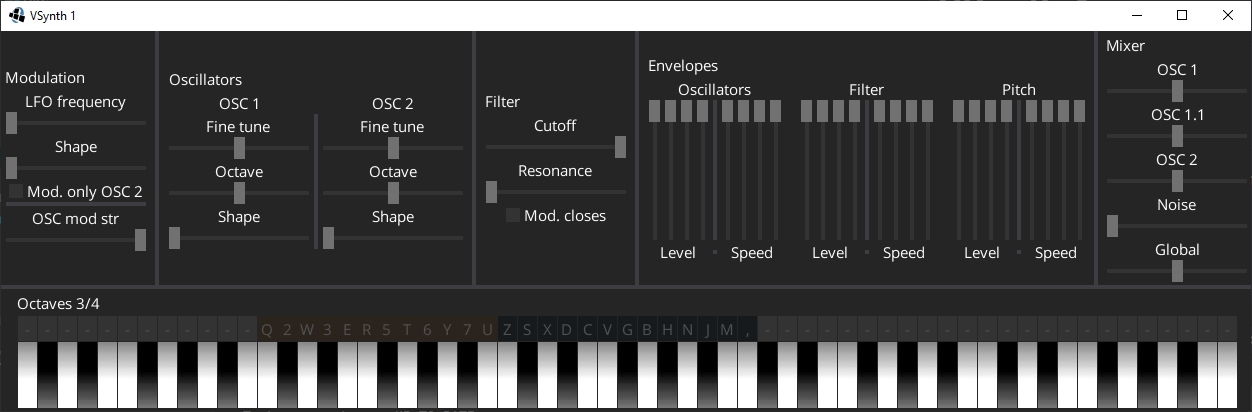 VSynth 1
Modulation
LFO frequency
Shape
Mod. only OSC 2
OSC mod str
Oscillators
OSC 1
Fine tune
Octave
Shape
OSC 2
Fine tune
Octave
Shape
Filter
Cutoff
Resonance
Mod. closes
Envelopes
Oscillators
Level
Speed
Filter
Level
Speed
Pitch
Level
Speed
Mixer
OSC 1
OSC 1.1
OSC 2
Noise
Global
Octaves 3/4
- - - - - - - - - - - - Q 2 W 3 E R 5 T 6 Y 7 U Z S X D C V G B H N J M , - - - - - - - - - - - - - - - - - - - - - - - -